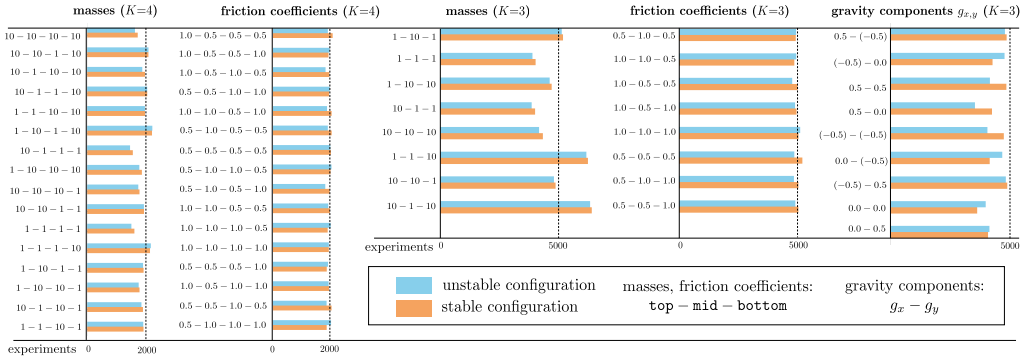 masses (K=4)
10 − 10 − 10 − 10
10 − 10 − 10 − 1
10 − 1 − 10 − 10
10 − 1 − 1 − 10
1 − 1 − 10 − 10
1 − 10 − 1 − 10
10 − 1 − 1 − 1
1 − 10 − 10 − 10
10 − 10 − 10 − 1
10 − 10 − 1 − 1
1 − 1 − 1 − 1
1 − 1 − 1 − 10
1 − 10 − 1 − 1
1 − 10 − 10 − 1
10 − 1 − 10 − 1
1 − 1 − 10 − 1
experiments
0
2000
friction coefficients (K=4)
1.0 − 0.5 − 0.5 − 0.5
1.0 − 0.5 − 0.5 − 1.0
1.0 − 0.5 − 1.0 − 0.5
0.5 − 0.5 − 1.0 − 1.0
1.0 − 1.0 − 0.5 − 0.5
0.5 − 1.0 − 0.5 − 0.5
0.5 − 0.5 − 0.5 − 0.5
1.0 − 1.0 − 0.5 − 1.0
0.5 − 0.5 − 1.0 − 0.5
0.5 − 1.0 − 0.5 − 1.0
1.0 − 0.5 − 1.0 − 1.0
1.0 − 1.0 − 1.0 − 1.0
0.5 − 0.5 − 0.5 − 1.0
1.0 − 1.0 − 1.0 − 0.5
0.5 − 1.0 − 1.0 − 0.5
0.5 − 1.0 − 1.0 − 1.0
0
2000
masses (K=3)
1 − 10 − 1
1 − 1 − 1
1 − 10 − 10
10 − 1 − 1
10 − 10 − 10
1 − 1 − 10
10 − 10 − 1
10 − 1 − 10
experiments
0
5000
friction coefficients (K=3)
0.5 − 1.0 − 0.5
1.0 − 1.0 − 0.5
1.0 − 0.5 − 0.5
1.0 − 0.5 − 1.0
1.0 − 1.0 − 1.0
0.5 − 0.5 − 0.5
0.5 − 1.0 − 1.0
0.5 − 0.5 − 1.0
0
5000
gravity components g_{x,y} (K=3)
0.5 − (−0.5)
(−0.5) − 0.0
0.5 − 0.5
0.5 − 0.0
(−0.5) − (−0.5)
0.0 − (−0.5)
(−0.5) − 0.5
0.0 − 0.0
0.0 − 0.5
0
5000
unstable configuration
stable configuration
masses, friction coefficients:
top − mid − bottom
gravity components:
g_x − g_y